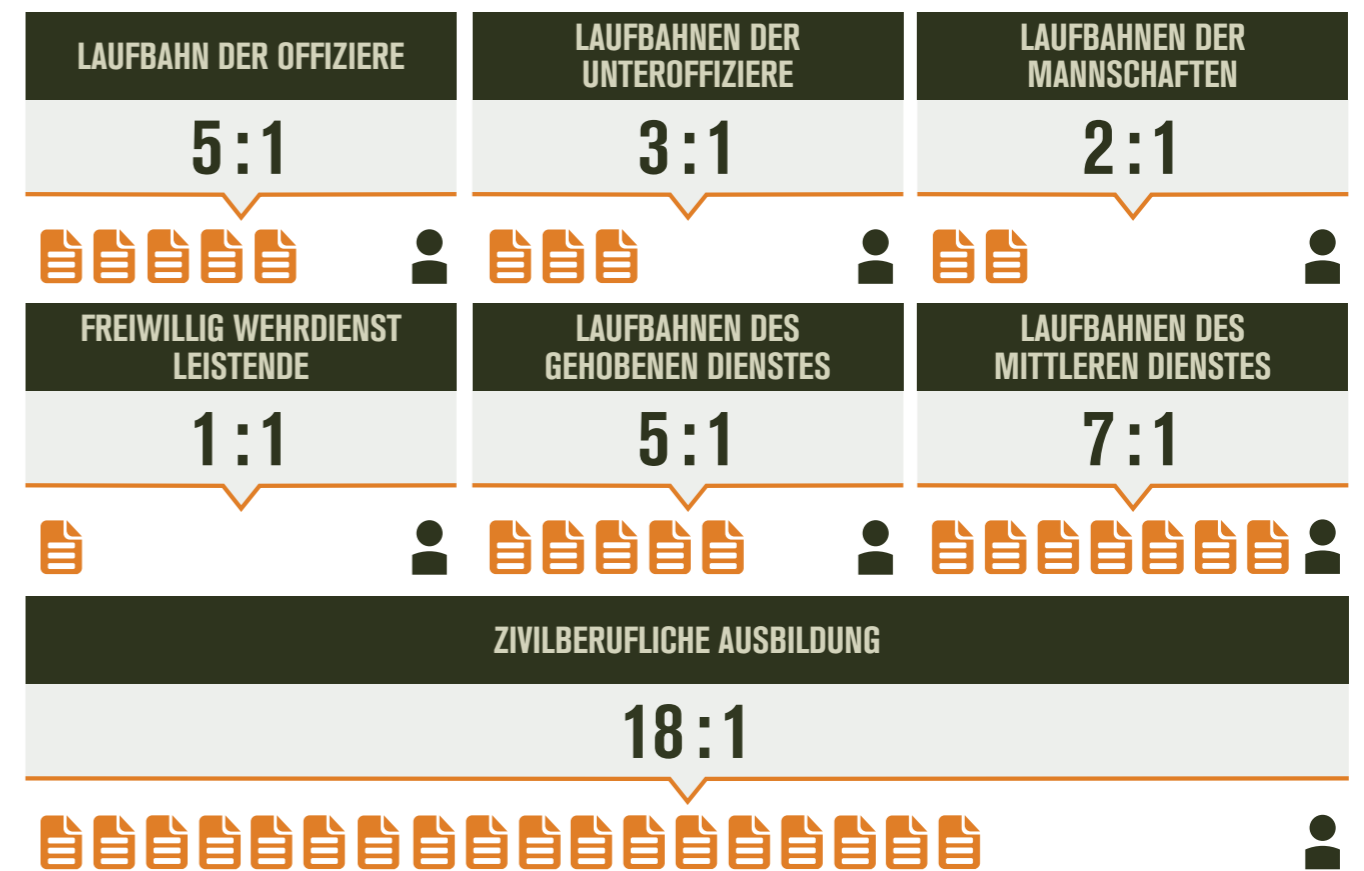 LAUFBAHN DER OFFIZIERE
5:1
LAUFBAHNEN DER
UNTEROFFIZIERE
3:1
LAUFBAHNEN DER
MANNSCHAFTEN
2:1
FREIWILLIG WEHRDIENST
LEISTENDE
1:1
LAUFBAHNEN DES
GEHOBENEN DIENSTES
5:1
LAUFBAHNEN DES
MITTLEREN DIENSTES
7:1
ZIVILBERUFLICHE AUSBILDUNG
18:1